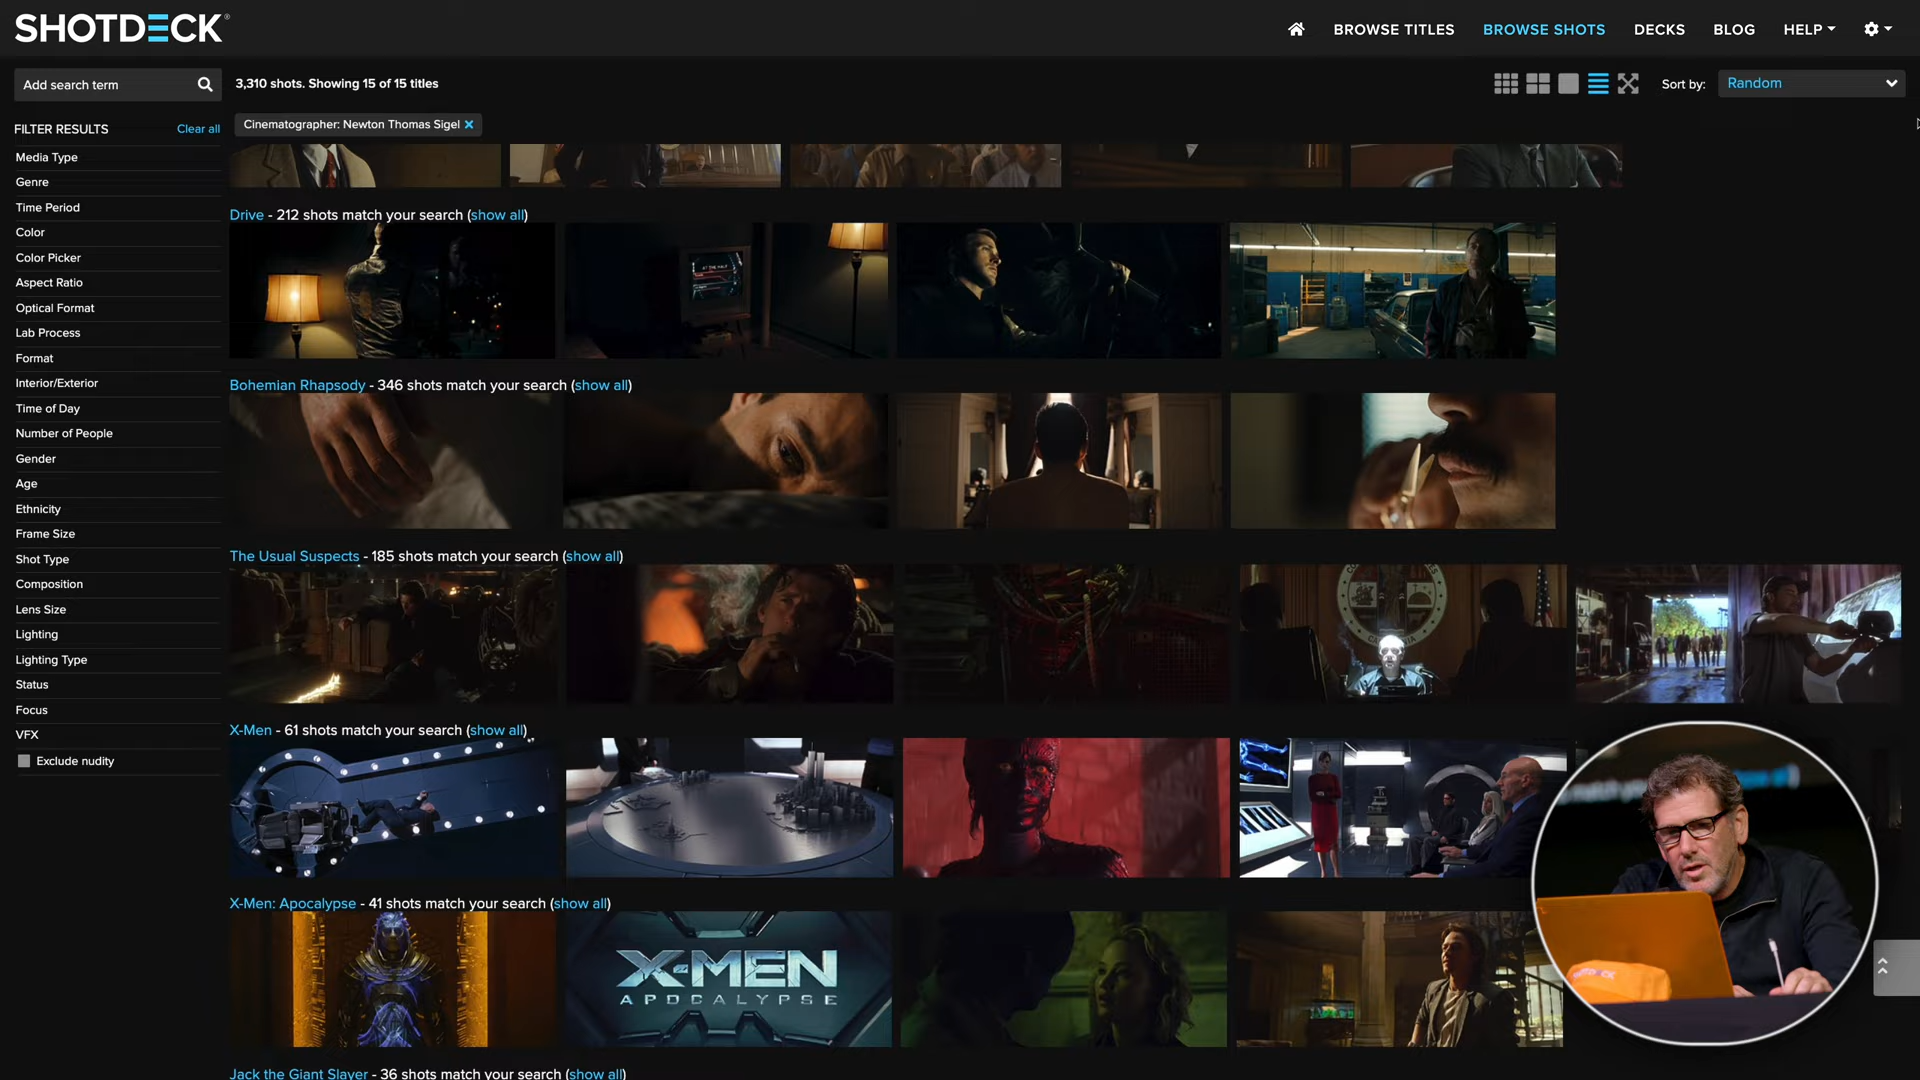 SHOTDECK®
BROWSE TITLES
BROWSE SHOTS
DECKS
BLOG
HELP
Add search term
3,310 shots. Showing 15 of 15 titles
Sort by:
Random
FILTER RESULTS
Clear all
Cinematographer: Newton Thomas Sigel ×
Media Type
Genre
Time Period
Color
Color Picker
Aspect Ratio
Optical Format
Lab Process
Format
Interior/Exterior
Time of Day
Number of People
Gender
Age
Ethnicity
Frame Size
Shot Type
Composition
Lens Size
Lighting
Lighting Type
Status
Focus
VFX
Exclude nudity
Drive - 212 shots match your search (show all)
Bohemian Rhapsody - 346 shots match your search (show all)
The Usual Suspects - 185 shots match your search (show all)
X-Men - 61 shots match your search (show all)
X-Men: Apocalypse - 41 shots match your search (show all)
X-MEN
APOCALYPSE
SHOTDECK
Jack the Giant Slayer - 36 shots match your search (show all)